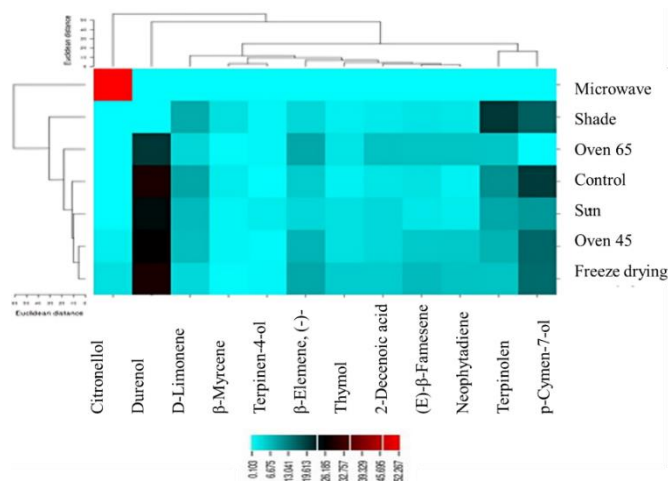 Euclidean distance
Microwave
Shade
Oven 65
Control
Sun
Oven 45
Freeze drying
Euclidean distance
Citronellol
Durenol
D-Limonene
β-Myrcene
Terpinen-4-ol
β-Elemene, (-)-
Thymol
2-Decenoic acid
(E)-β-Famesene
Neophytadiene
Terpinolen
p-Cymen-7-ol
0.103
6.675
13.041
19.613
26.185
32.757
39.329
45.695
52.267